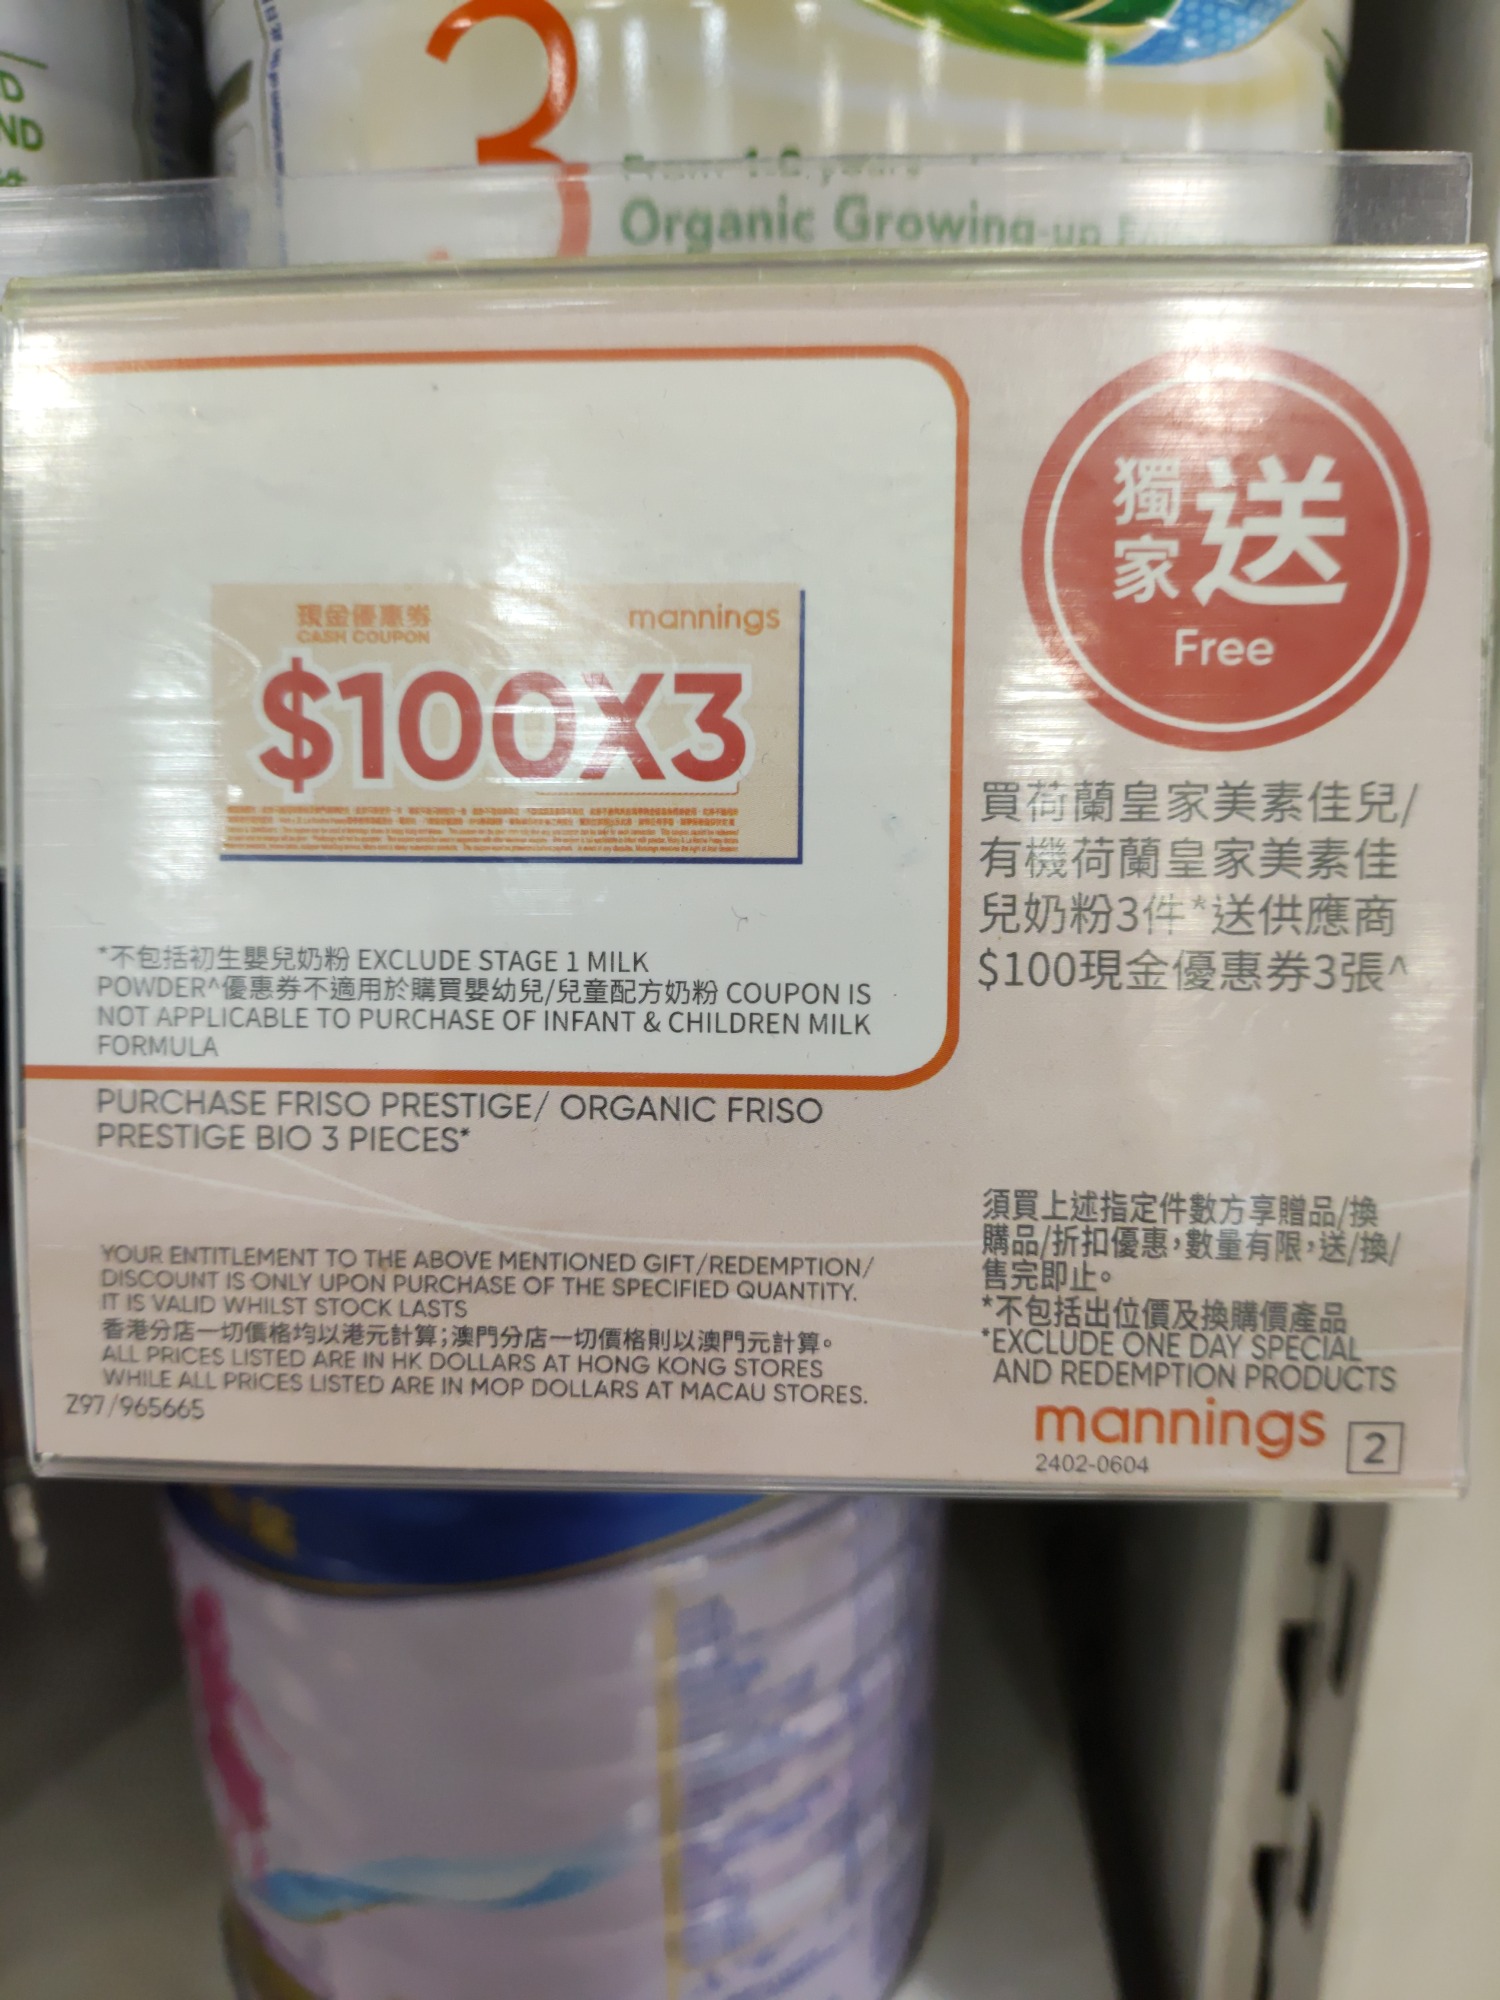 D
ND
3
From 1-3 years
Organic Growing-up
獨家
送
Free
現金優惠券
CASH COUPON
mannings
$100X3
買荷蘭皇家美素佳兒/
有機荷蘭皇家美素佳
兒奶粉3件*送供應商
$100現金優惠券3張^
*不包括初生嬰兒奶粉 EXCLUDE STAGE 1 MILK
POWDER^優惠券不適用於購買嬰幼兒/兒童配方奶粉 COUPON IS
NOT APPLICABLE TO PURCHASE OF INFANT & CHILDREN MILK
FORMULA
PURCHASE FRISO PRESTIGE/ ORGANIC FRISO
PRESTIGE BIO 3 PIECES*
YOUR ENTITLEMENT TO THE ABOVE MENTIONED GIFT/REDEMPTION/
DISCOUNT IS ONLY UPON PURCHASE OF THE SPECIFIED QUANTITY.
IT IS VALID WHILST STOCK LASTS
香港分店一切價格均以港元計算;澳門分店一切價格則以澳門元計算。
ALL PRICES LISTED ARE IN HK DOLLARS AT HONG KONG STORES
WHILE ALL PRICES LISTED ARE IN MOP DOLLARS AT MACAU STORES.
Z97/965665
須買上述指定件數方享贈品/換
購品/折扣優惠,數量有限,送/換/
售完即止。
*不包括出位價及換購價產品
*EXCLUDE ONE DAY SPECIAL
AND REDEMPTION PRODUCTS
mannings
2402-0604
2